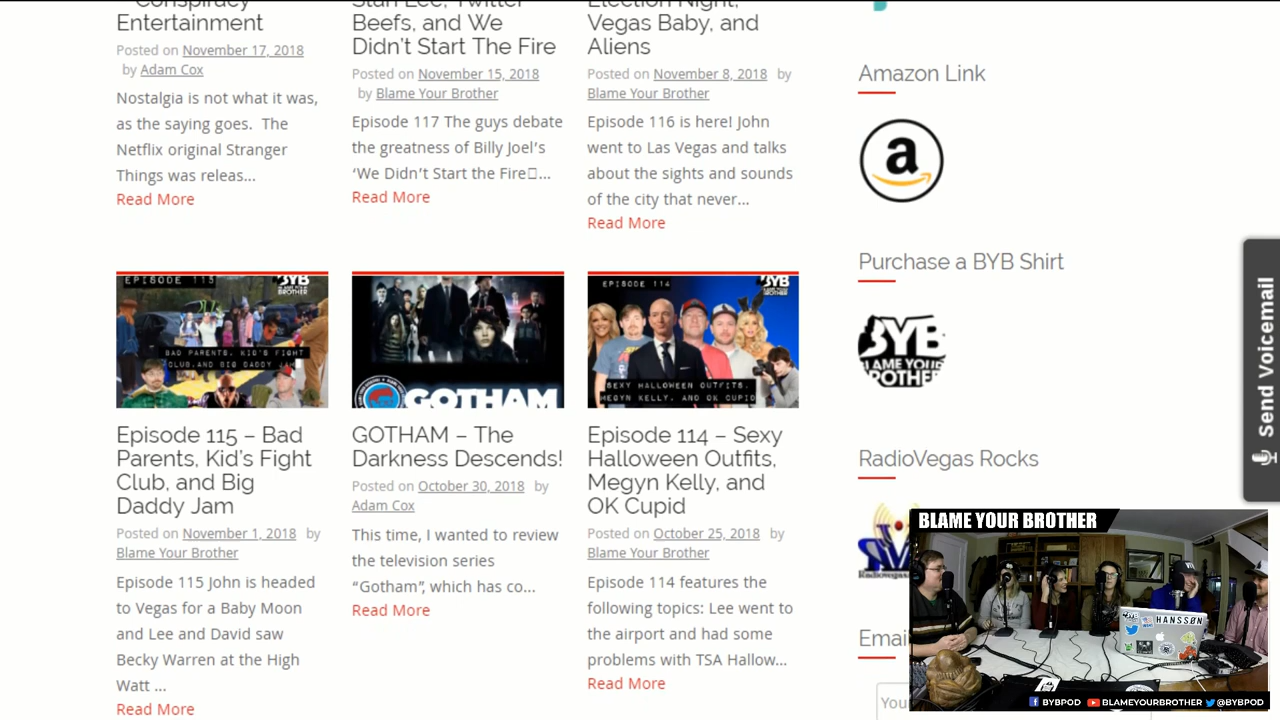 Conspiracy
Entertainment
Posted on November 17, 2018
by Adam Cox
Nostalgia is not what it was,
as the saying goes.  The
Netflix original Stranger
Things was releas...
Read More
Stan Lee, Twitter
Beefs, and We
Didn't Start The Fire
Posted on November 15, 2018
by Blame Your Brother
Episode 117 The guys debate
the greatness of Billy Joel's
'We Didn't Start the Fire□...
Read More
Election Night,
Vegas Baby, and
Aliens
Posted on November 8, 2018 by
Blame Your Brother
Episode 116 is here! John
went to Las Vegas and talks
about the sights and sounds
of the city that never...
Read More
EPISODE 115
BYB
BLAME YOUR
BROTHER
BAD PARENTS, KID'S FIGHT
CLUB,AND BIG DADDY JAM
Episode 115 – Bad
Parents, Kid's Fight
Club, and Big
Daddy Jam
Posted on November 1, 2018 by
Blame Your Brother
Episode 115 John is headed
to Vegas for a Baby Moon
and Lee and David saw
Becky Warren at the High
Watt ...
Read More
GOTHAM
GOTHAM – The
Darkness Descends!
Posted on October 30, 2018 by
Adam Cox
This time, I wanted to review
the television series
“Gotham”, which has co...
Read More
EPISODE 114
BYB
BLAME YOUR
BROTHER
SEXY HALLOWEEN OUTFITS,
MEGYN KELLY, AND OK CUPID
Episode 114 – Sexy
Halloween Outfits,
Megyn Kelly, and
OK Cupid
Posted on October 25, 2018 by
Blame Your Brother
Episode 114 features the
following topics: Lee went to
the airport and had some
problems with TSA Hallow...
Read More
Amazon Link
a
Purchase a BYB Shirt
BYB
BLAME YOUR
BROTHER
RadioVegas Rocks
Email
Send Voicemail
BLAME YOUR BROTHER
HANSSØN
BYBPOD
BLAMEYOURBROTHER
@BYBPOD